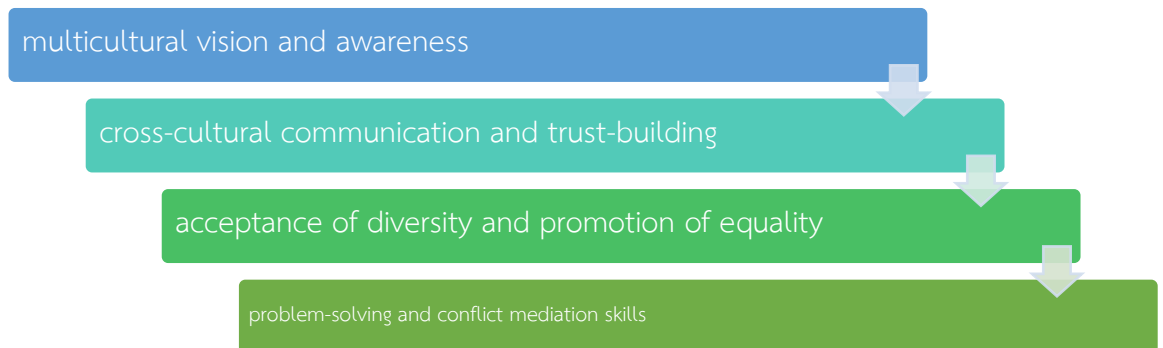 multicultural vision and awareness
cross-cultural communication and trust-building
acceptance of diversity and promotion of equality
problem-solving and conflict mediation skills